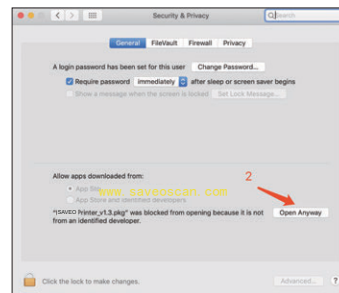 Security & Privacy
Search
General FileVault Firewall Privacy
A login password has been set for this user Change Password...
Require password immediately after sleep or screen saver begins
Show a message when the screen is locked Set Lock Message...
Allow apps downloaded from:
App Store
www.saveoscan.com
App Store and identified developers
2
"iSAVEO Printer_v1.3.pkg" was blocked from opening because it is not
from an identified developer.
Open Anyway
Click the lock to make changes.
Advanced... ?